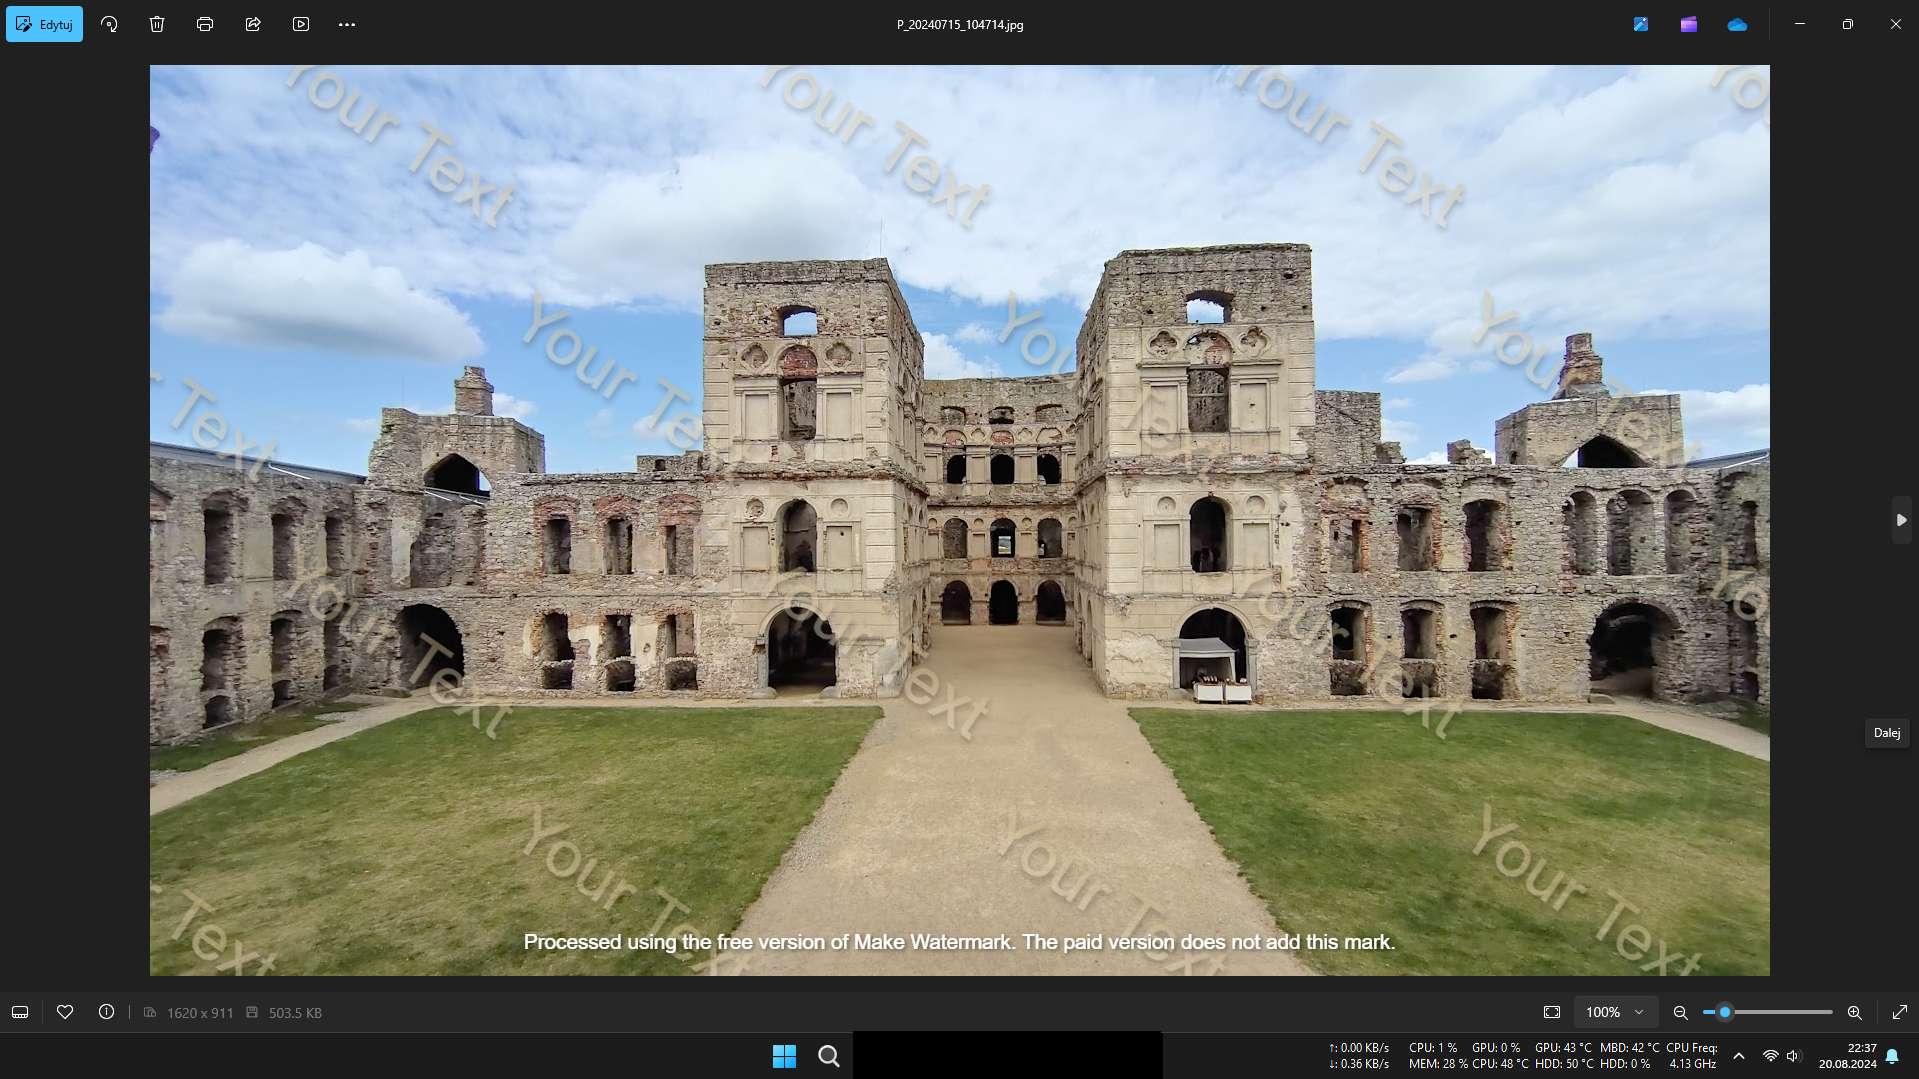 Edytuj
P_20240715_104714.jpg
Your Text
Your Text
Your Text
Yo
Your Text
Your
Your Te
Text
Your Text
Your Text
Your Text
Yo
Your Text
Your Text
Your Text
Text
Processed using the free version of Make Watermark. The paid version does not add this mark.
Dalej
1620 x 911
503.5 KB
100%
↑: 0.00 KB/s CPU: 1 % GPU: 0 % GPU: 43 °C MBD: 42 °C CPU Freq:
↓: 0.36 KB/s MEM: 28 % CPU: 48 °C HDD: 50 °C HDD: 0 % 4.13 GHz
22:37
20.08.2024